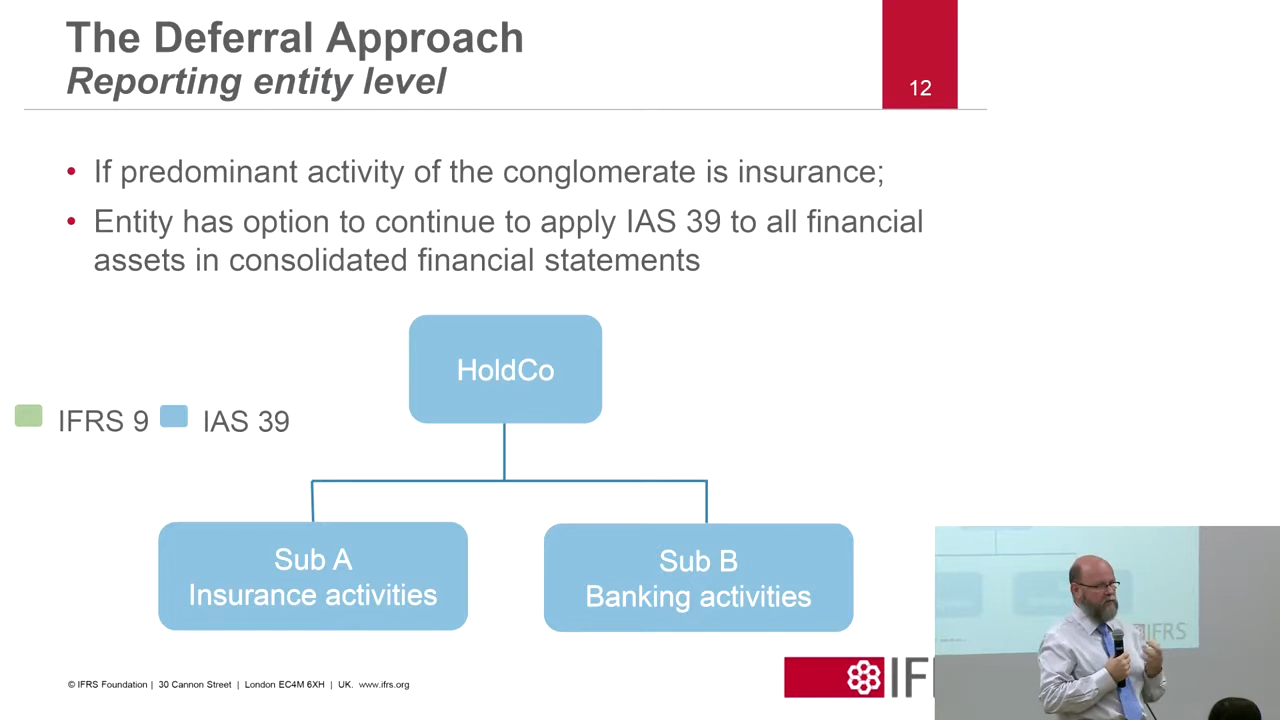 The Deferral Approach
Reporting entity level
12
• If predominant activity of the conglomerate is insurance;
• Entity has option to continue to apply IAS 39 to all financial
assets in consolidated financial statements
HoldCo
IFRS 9 IAS 39
Sub A
Insurance activities
Sub B
Banking activities
© IFRS Foundation | 30 Cannon Street | London EC4M 6XH | UK. www.ifrs.org
IF
IFRS